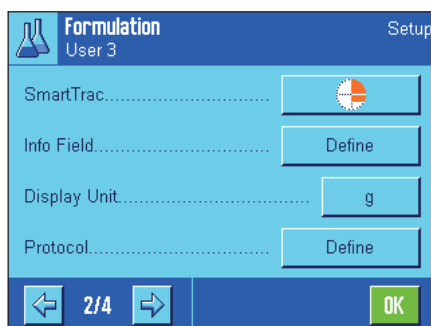 Formulation Setup
User 3
SmartTrac..............................
Info Field................................ Define
Display Unit................................... g
Protocol................................. Define
2/4 OK